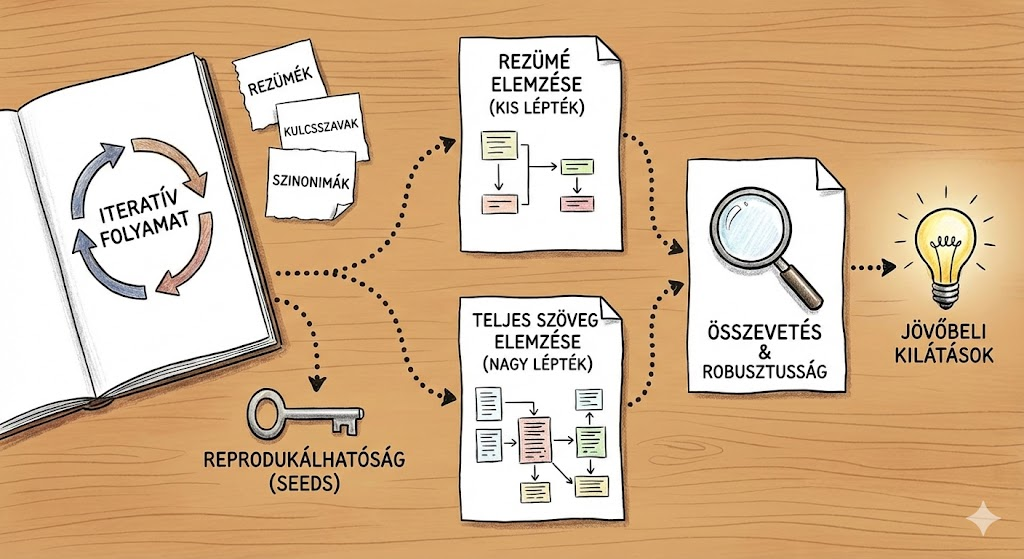 ITERATÍV
FOLYAMAT
REZÜMÉK
KULCSSZAVAK
SZINONIMÁK
REZÜMÉ
ELEMZÉSE
(KIS LÉPTÉK)
TELJES SZÖVEG
ELEMZÉSE
(NAGY LÉPTÉK)
REPRODUKÁLHATÓSÁG
(SEEDS)
ÖSSZEVETÉS
&
ROBUSZTUSSÁG
JÖVŐBELI
KILÁTÁSOK